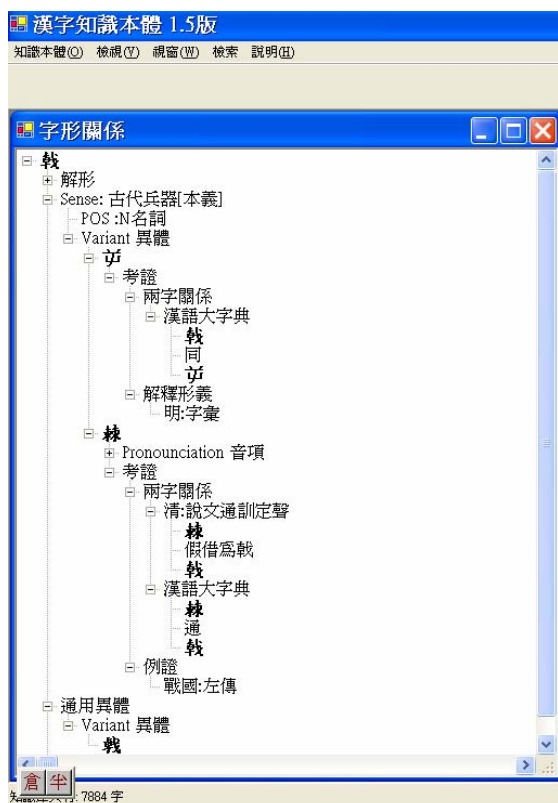 漢字知識本體 1.5版
知識本體(O) 檢視(V) 視窗(W) 檢索 說明(H)
字形關係
戟
解形
Sense: 古代兵器[本義]
POS :N名詞
Variant 異體
考證
兩字關係
漢語大字典
戟
同
解釋形義
明:字彙
棘
Pronounciation 音項
考證
兩字關係
清:說文通訓定聲
棘
假借爲戟
戟
漢語大字典
棘
通
戟
例證
戰國:左傳
通用異體
Variant 異體
倉 半
7884 字